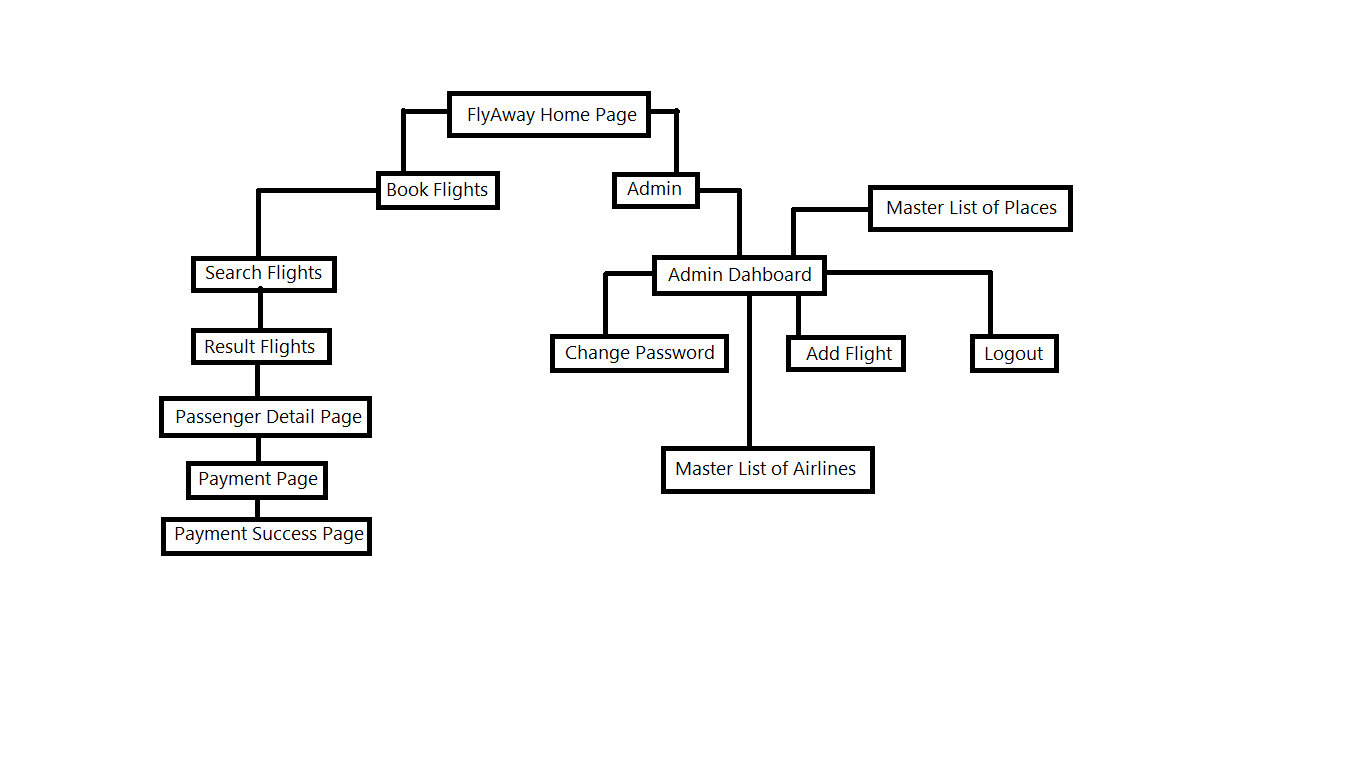 FlyAway Home Page
Book Flights
Admin
Master List of Places
Search Flights
Admin Dahboard
Result Flights
Change Password
Add Flight
Logout
Passenger Detail Page
Master List of Airlines
Payment Page
Payment Success Page